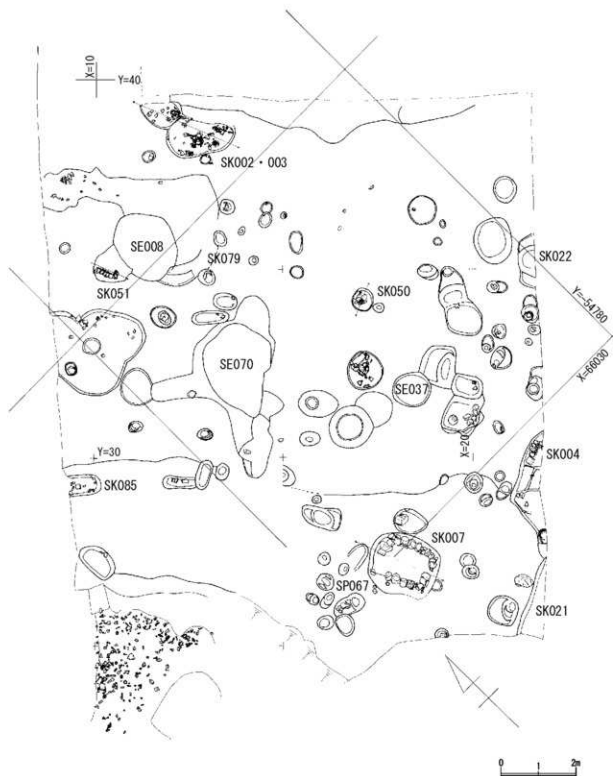 X=10
Y=40
SK002・003
SE008
SK079
SK051
SK050
SK022
Y=-54780
X=66030
SE070
SE037
X=20
Y=30
SK085
SK004
SK007
SP067
SK021
0 1 2m